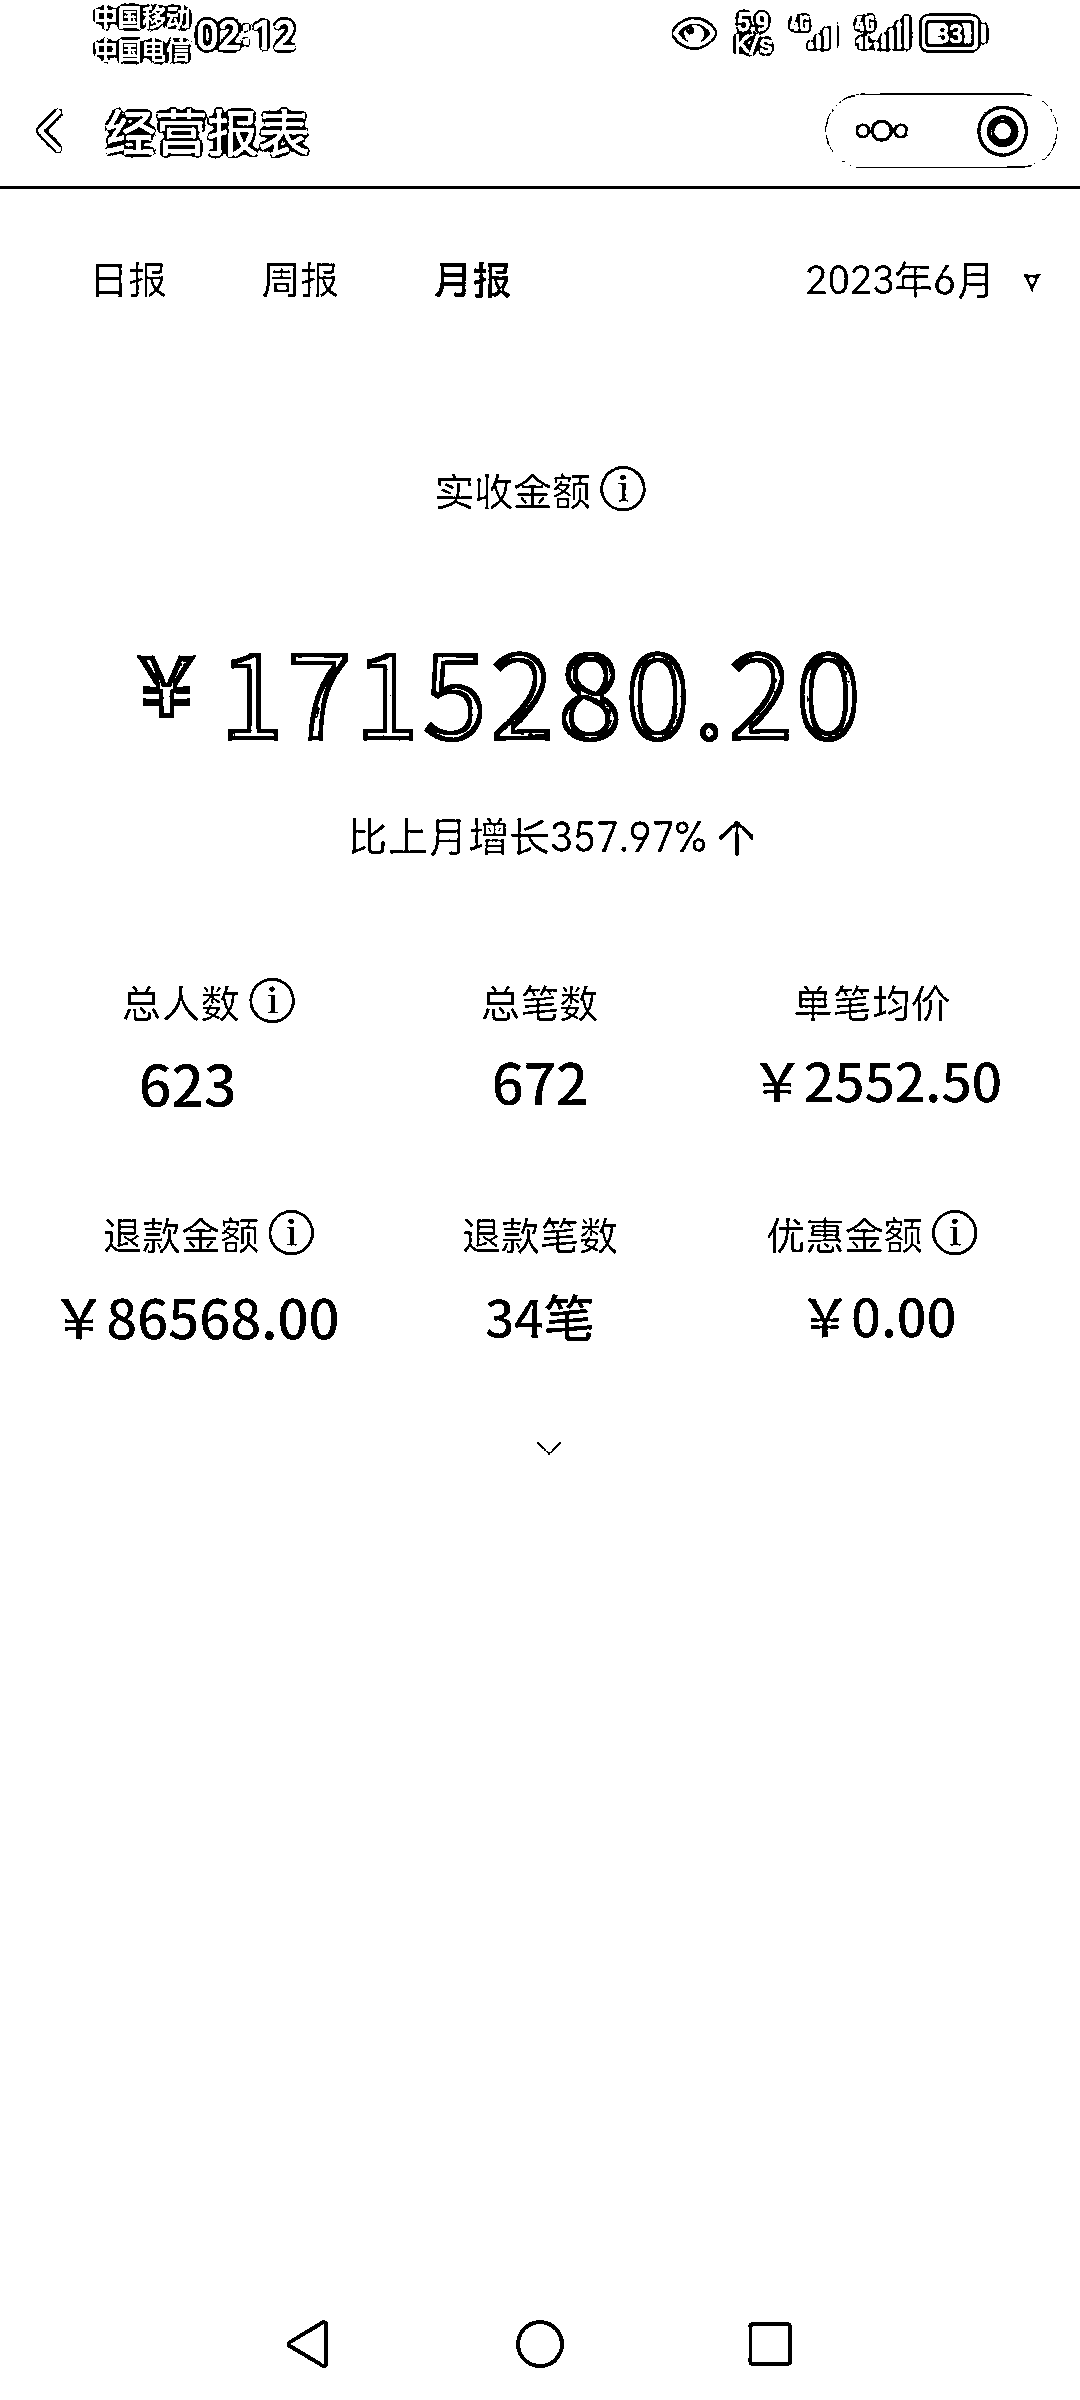 中国移动
中国电信
02:12
59
K/s
4G
4G
33
经营报表
日报 周报 月报 2023年6月
实收金额
¥1715280.20
比上月增长357.97%↑
总人数 总笔数 单笔均价
623 672 ¥2552.50
退款金额 退款笔数 优惠金额
¥86568.00 34笔 ¥0.00